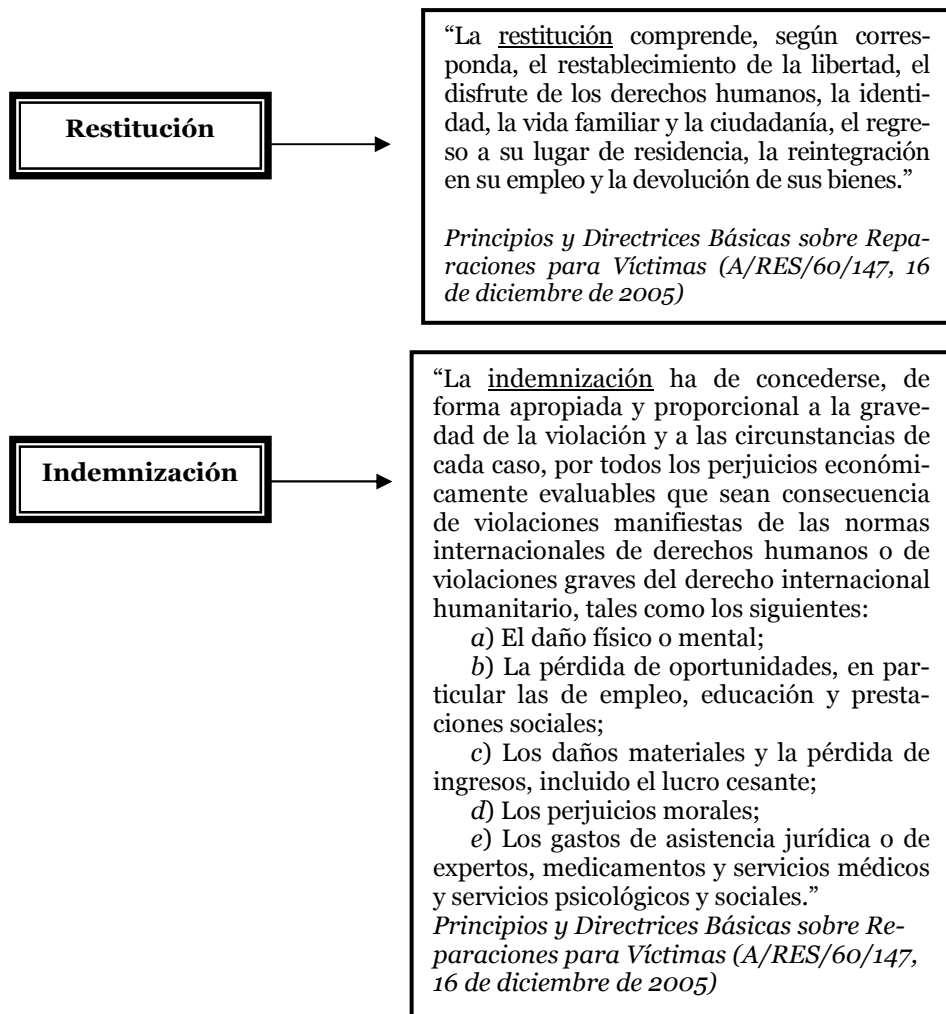 Restitución
“La restitución comprende, según corres-
ponda, el restablecimiento de la libertad, el
disfrute de los derechos humanos, la identi-
dad, la vida familiar y la ciudadanía, el regre-
so a su lugar de residencia, la reintegración
en su empleo y la devolución de sus bienes.”
Principios y Directrices Básicas sobre Repa-
raciones para Víctimas (A/RES/60/147, 16
de diciembre de 2005)
Indemnización
“La indemnización ha de concederse, de
forma apropiada y proporcional a la grave-
dad de la violación y a las circunstancias de
cada caso, por todos los perjuicios económi-
camente evaluables que sean consecuencia
de violaciones manifiestas de las normas
internacionales de derechos humanos o de
violaciones graves del derecho internacional
humanitario, tales como los siguientes:
a) El daño físico o mental;
b) La pérdida de oportunidades, en par-
ticular las de empleo, educación y presta-
ciones sociales;
c) Los daños materiales y la pérdida de
ingresos, incluido el lucro cesante;
d) Los perjuicios morales;
e) Los gastos de asistencia jurídica o de
expertos, medicamentos y servicios médicos
y servicios psicológicos y sociales.”
Principios y Directrices Básicas sobre Re-
paraciones para Víctimas (A/RES/60/147,
16 de diciembre de 2005)